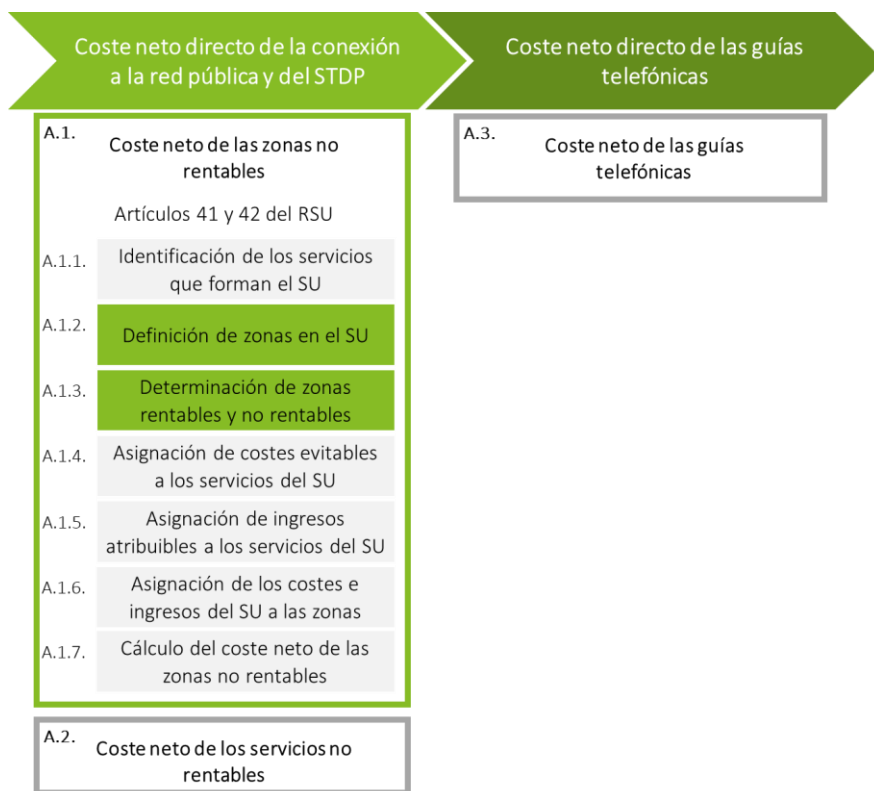 Coste neto directo de la conexión
a la red pública y del STDP
Coste neto directo de las guías
telefónicas
A.1.
Coste neto de las zonas no
rentables
Artículos 41 y 42 del RSU
A.1.1.
Identificación de los servicios
que forman el SU
A.1.2.
Definición de zonas en el SU
A.1.3.
Determinación de zonas
rentables y no rentables
A.1.4.
Asignación de costes evitables
a los servicios del SU
A.1.5.
Asignación de ingresos
atribuibles a los servicios del SU
A.1.6.
Asignación de los costes e
ingresos del SU a las zonas
A.1.7.
Cálculo del coste neto de las
zonas no rentables
A.2.
Coste neto de los servicios no
rentables
A.3.
Coste neto de las guías
telefónicas